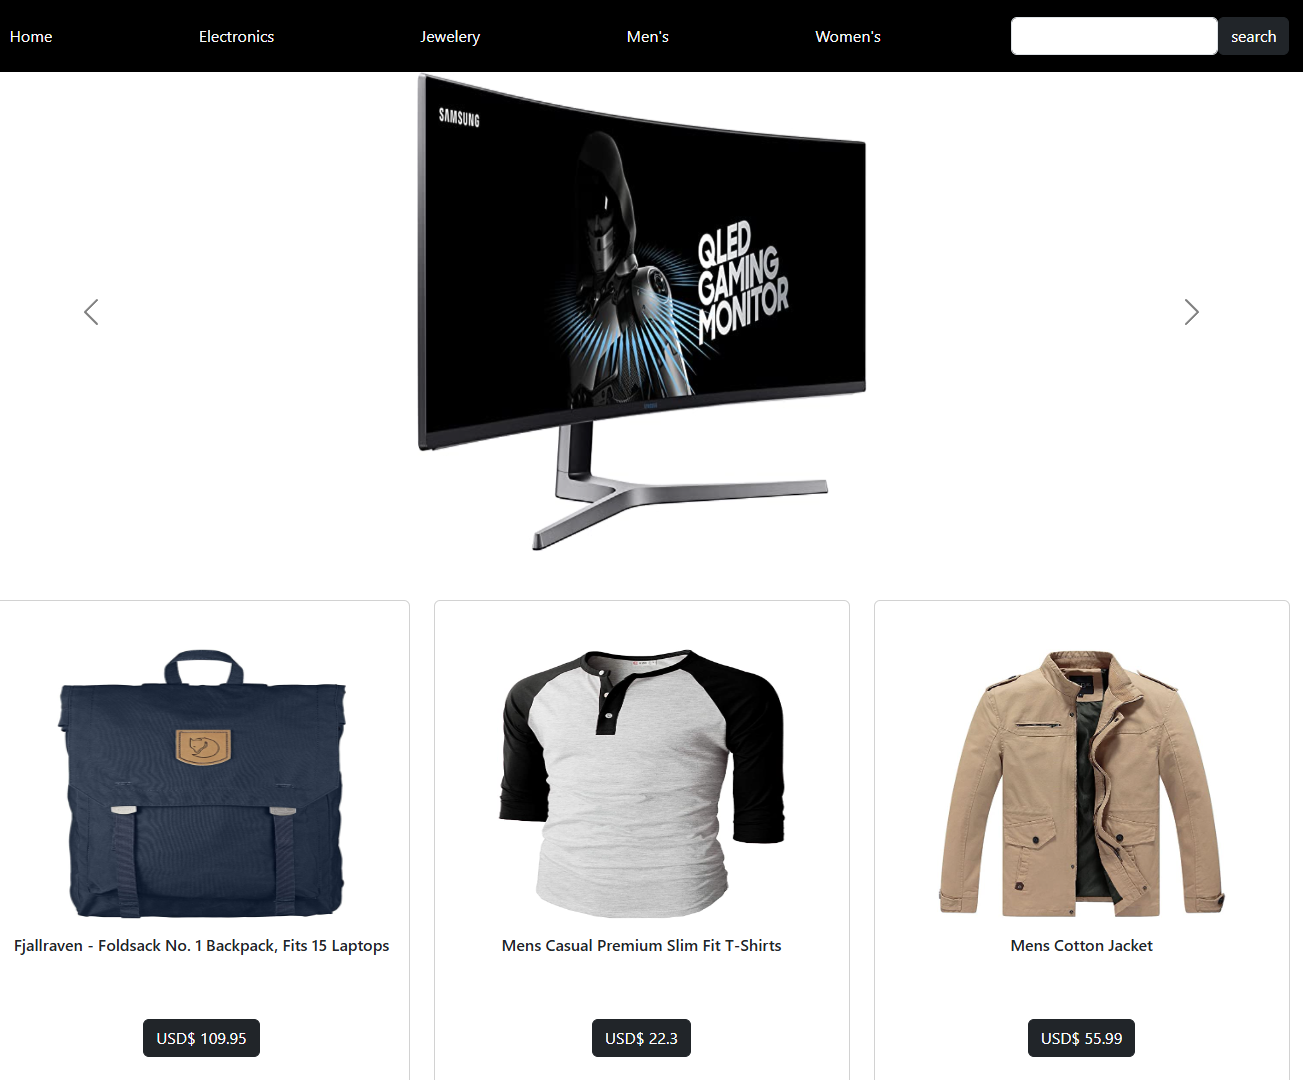 Home
Electronics
Jewelery
Men's
Women's
search
SAMSUNG
QLED
GAMING
MONITOR
Fjallraven - Foldsack No. 1 Backpack, Fits 15 Laptops
Mens Casual Premium Slim Fit T-Shirts
Mens Cotton Jacket
USD$ 109.95
USD$ 22.3
USD$ 55.99